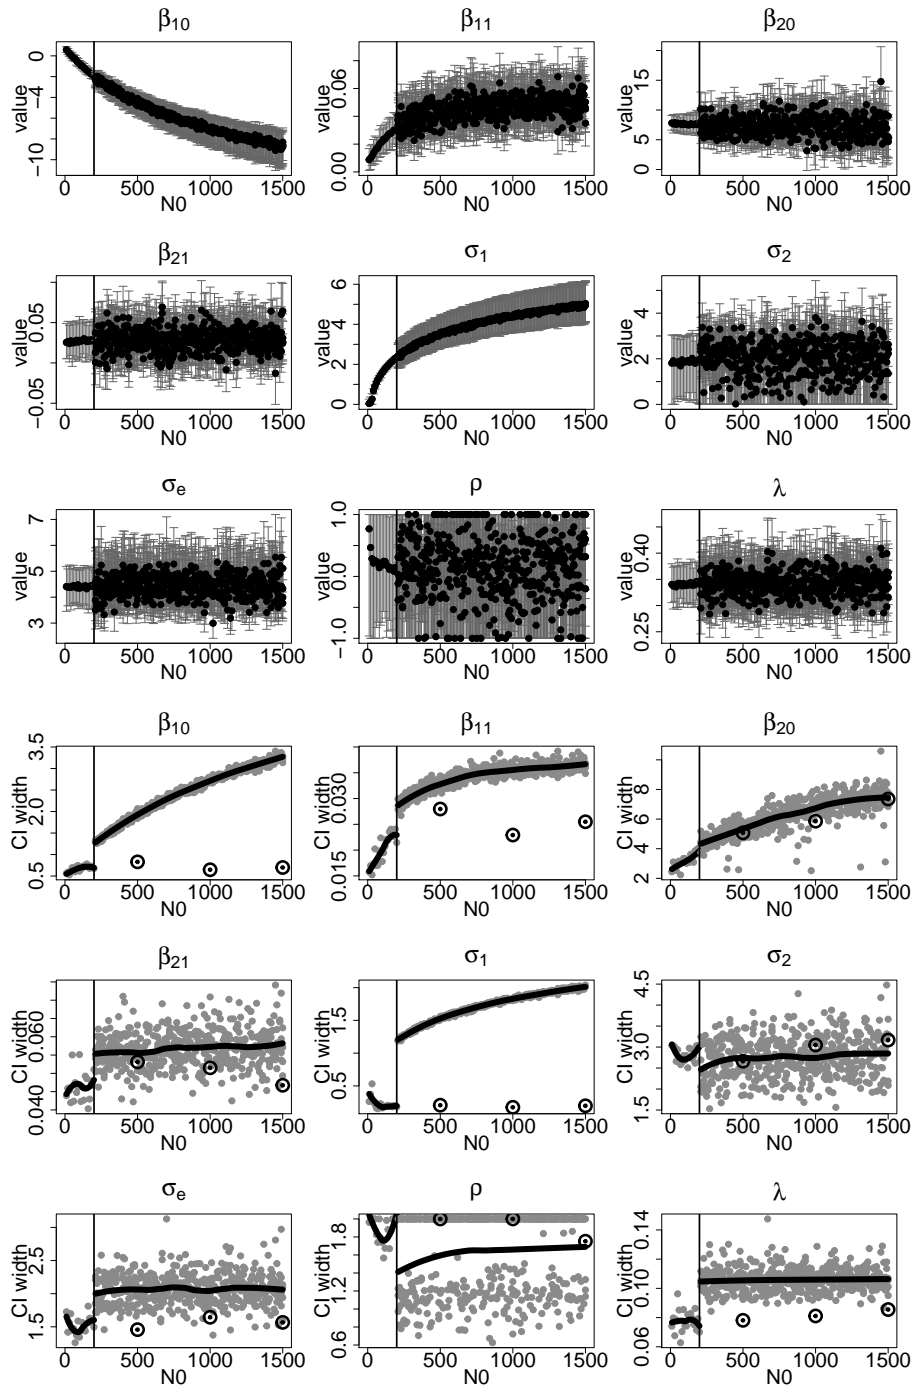 β10
value
0
−4
−10
0 500 1000 1500
N0
β11
value
0.06
0.00
0 500 1000 1500
N0
β20
value
15
10
5
0
0 500 1000 1500
N0
β21
value
0.05
−0.05
0 500 1000 1500
N0
σ1
value
6
4
2
0
0 500 1000 1500
N0
σ2
value
4
2
0
0 500 1000 1500
N0
σe
value
7
5
3
0 500 1000 1500
N0
ρ
value
1.0
0.0
−1.0
0 500 1000 1500
N0
λ
value
0.40
0.25
0 500 1000 1500
N0
β10
CI width
3.5
2.0
0.5
0 500 1000 1500
N0
β11
CI width
0.030
0.015
0 500 1000 1500
N0
β20
CI width
8
6
4
2
0 500 1000 1500
N0
β21
CI width
0.060
0.040
0 500 1000 1500
N0
σ1
CI width
1.5
0.5
0 500 1000 1500
N0
σ2
CI width
4.5
3.0
1.5
0 500 1000 1500
N0
σe
CI width
2.5
1.5
0 500 1000 1500
N0
ρ
CI width
1.8
1.2
0.6
0 500 1000 1500
N0
λ
CI width
0.14
0.10
0.06
0 500 1000 1500
N0